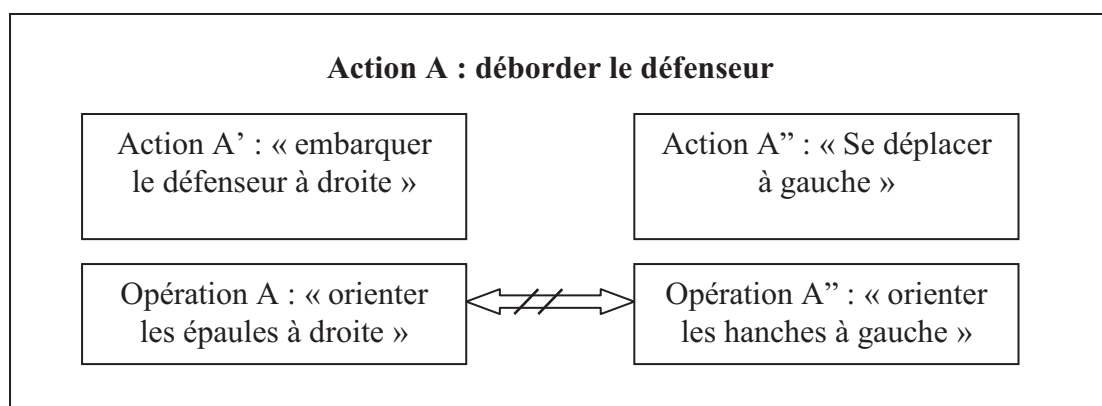 Action A : déborder le défenseur
Action A’ : « embarquer
le défenseur à droite »
Action A’’ : « Se déplacer
à gauche »
Opération A : « orienter
les épaules à droite »
Opération A’’ : « orienter
les hanches à gauche »